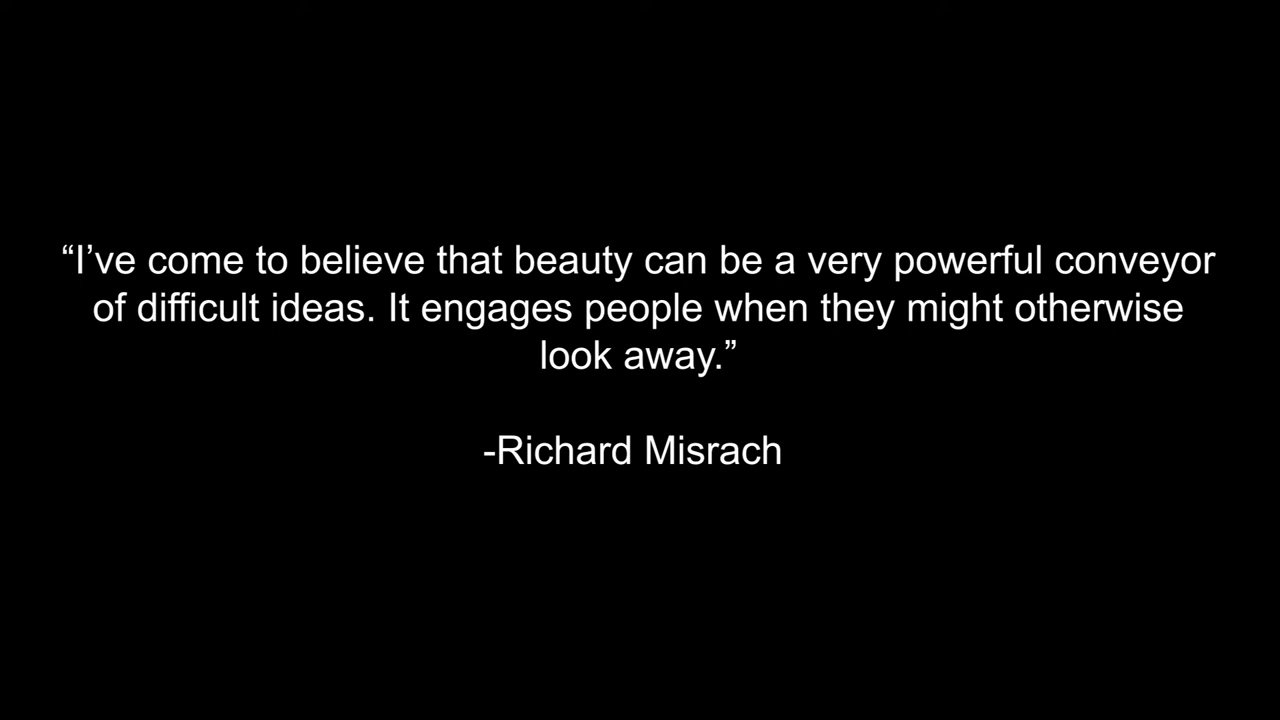 “I’ve come to believe that beauty can be a very powerful conveyor
of difficult ideas. It engages people when they might otherwise
look away.”
-Richard Misrach